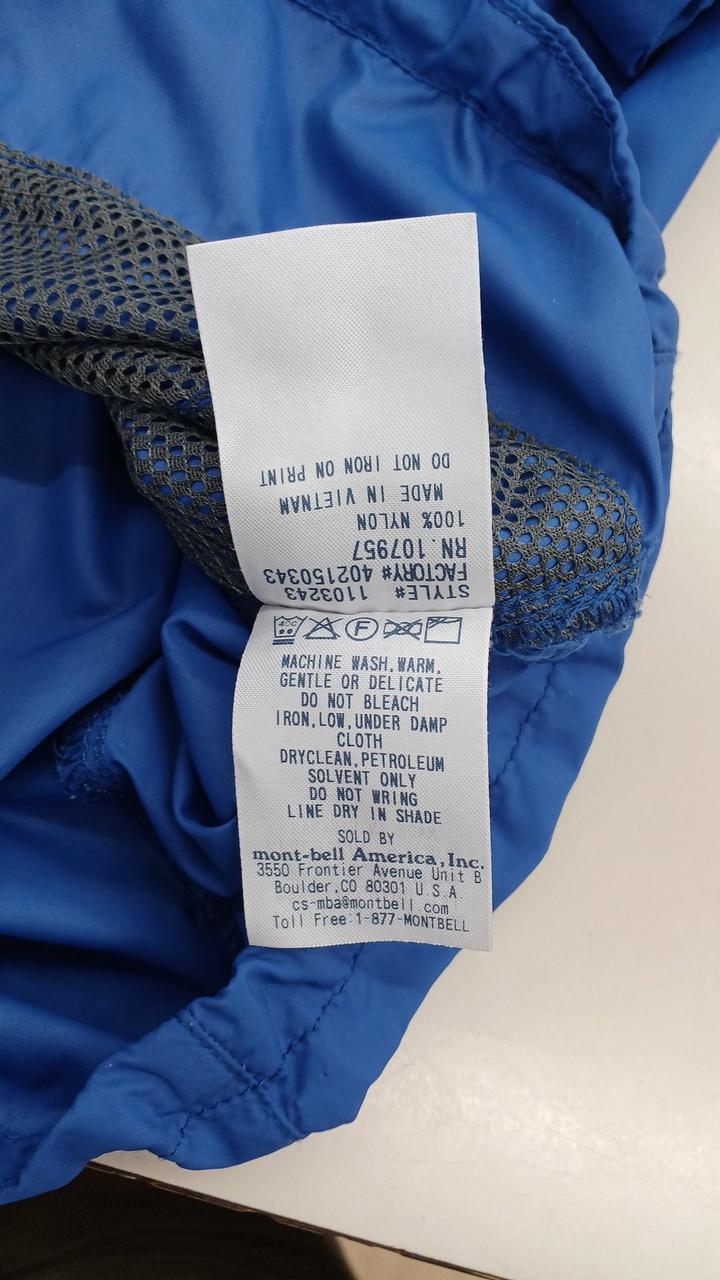 STYLE# 1103243
FACTORY# 402150343
RN. 107957
100% NYLON
MADE IN VIETNAM
DO NOT IRON ON PRINT
40C F
MACHINE WASH,WARM,
GENTLE OR DELICATE
DO NOT BLEACH
IRON,LOW,UNDER DAMP
CLOTH
DRYCLEAN,PETROLEUM
SOLVENT ONLY
DO NOT WRING
LINE DRY IN SHADE
SOLD BY
mont-bell America,Inc.
3550 Frontier Avenue Unit B
Boulder,CO 80301 U.S.A.
cs-mba@montbell.com
Toll Free:1-877-MONTBELL